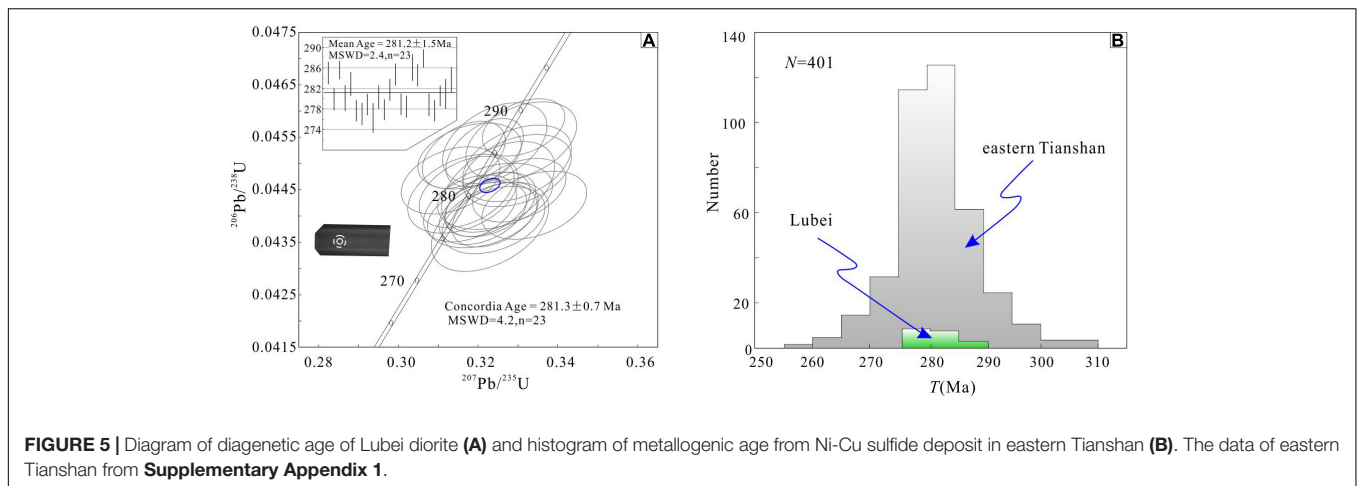 A
Mean Age = 281.2±1.5Ma
MSWD=2.4,n=23
290
286
282
278
274
0.0475
0.0465
0.0455
0.0445
0.0435
0.0425
0.0415
206Pb/238U
290
280
270
Concordia Age = 281.3±0.7 Ma
MSWD=4.2,n=23
0.28
0.30
0.32
0.34
0.36
207Pb/235U
B
N=401
140
100
60
20
0
Number
eastern Tianshan
Lubei
250
260
270
280
290
300
310
T(Ma)
FIGURE 5 | Diagram of diagenetic age of Lubei diorite (A) and histogram of metallogenic age from Ni-Cu sulfide deposit in eastern Tianshan (B). The data of eastern
Tianshan from Supplementary Appendix 1.